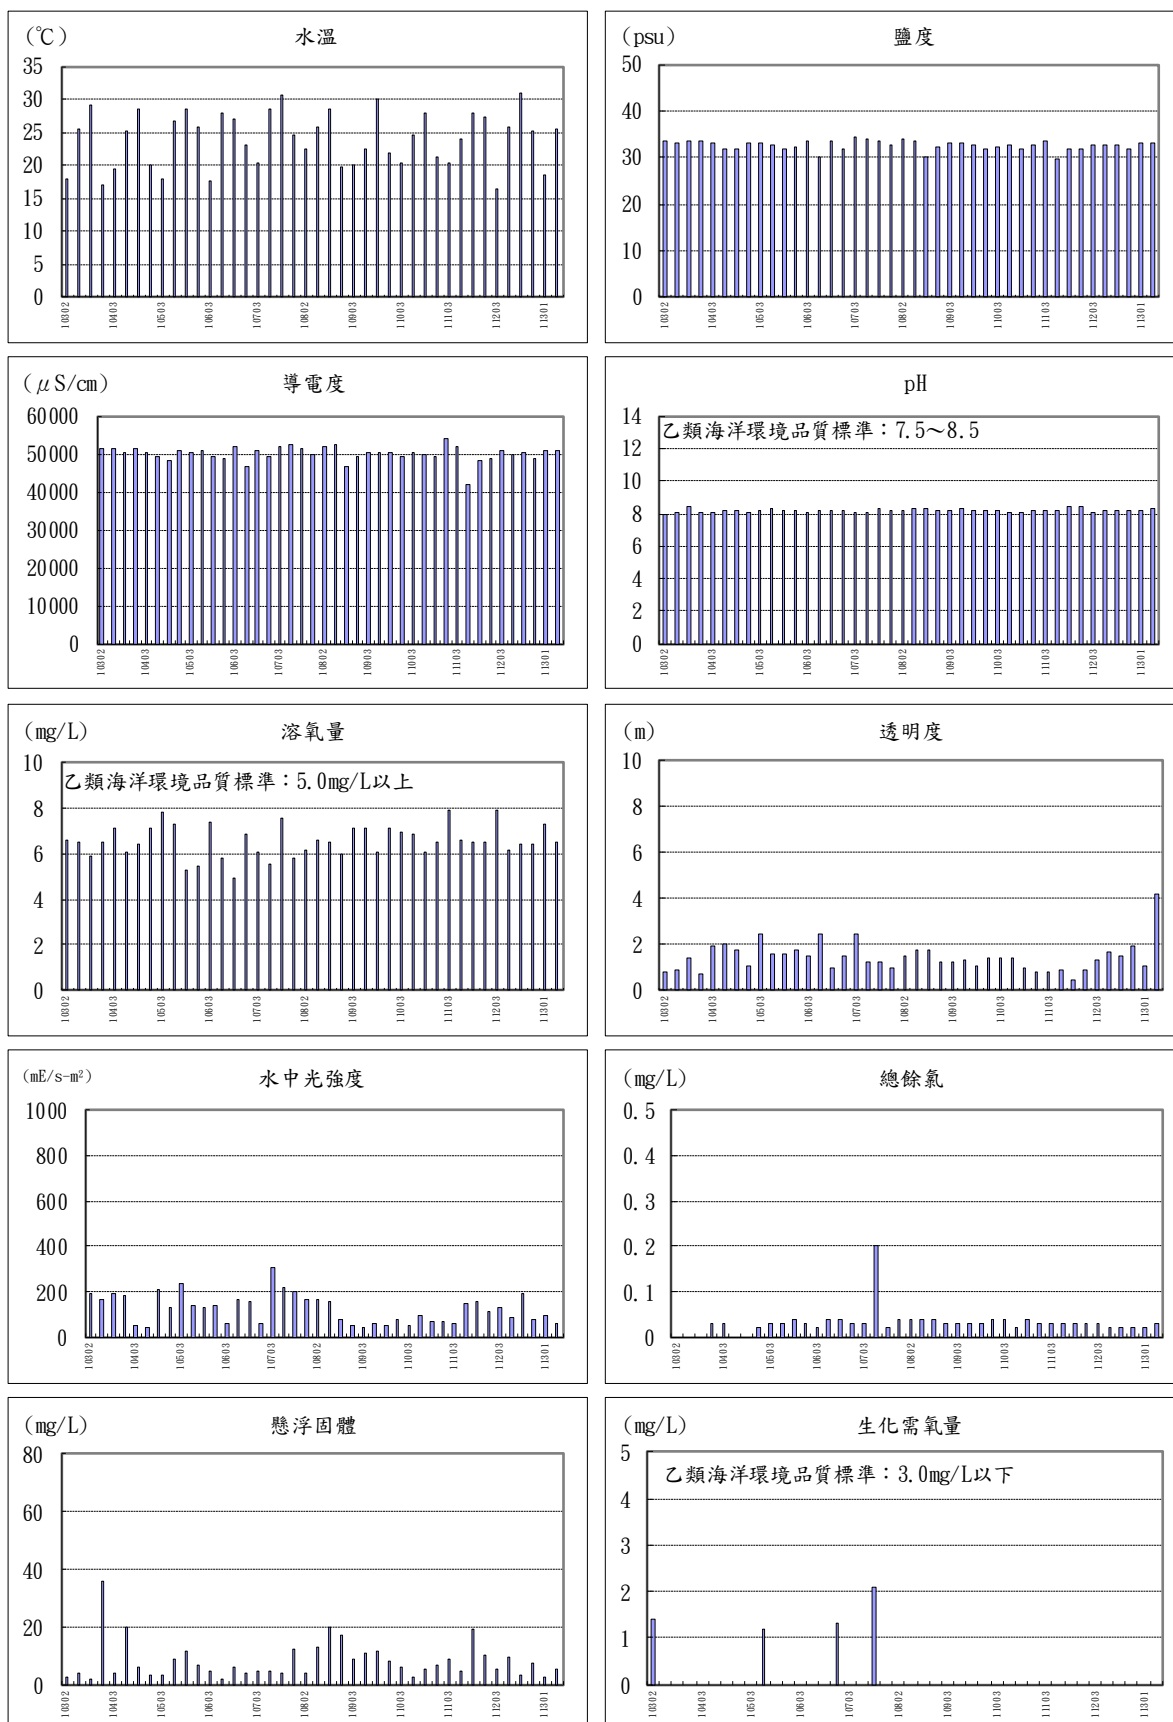 (℃) 水溫
35
30
25
20
15
10
5
0
10302 10403 10503 10603 10703 10802 10903 11003 11103 11203 11301
(psu) 鹽度
50
40
30
20
10
0
10302 10403 10503 10603 10703 10802 10903 11003 11103 11203 11301
(μS/cm) 導電度
60000
50000
40000
30000
20000
10000
0
10302 10403 10503 10603 10703 10802 10903 11003 11103 11203 11301
pH
14
乙類海洋環境品質標準：7.5～8.5
12
10
8
6
4
2
0
10302 10403 10503 10603 10703 10802 10903 11003 11103 11203 11301
(mg/L) 溶氧量
10
乙類海洋環境品質標準：5.0mg/L以上
8
6
4
2
0
10302 10403 10503 10603 10703 10802 10903 11003 11103 11203 11301
(m) 透明度
10
8
6
4
2
0
10302 10403 10503 10603 10703 10802 10903 11003 11103 11203 11301
(mE/s-m²) 水中光強度
1000
800
600
400
200
0
10302 10403 10503 10603 10703 10802 10903 11003 11103 11203 11301
(mg/L) 總餘氯
0.5
0.4
0.3
0.2
0.1
0
10302 10403 10503 10603 10703 10802 10903 11003 11103 11203 11301
(mg/L) 懸浮固體
80
60
40
20
0
10302 10403 10503 10603 10703 10802 10903 11003 11103 11203 11301
(mg/L) 生化需氧量
5
乙類海洋環境品質標準：3.0mg/L以下
4
3
2
1
0
10302 10403 10503 10603 10703 10802 10903 11003 11103 11203 11301